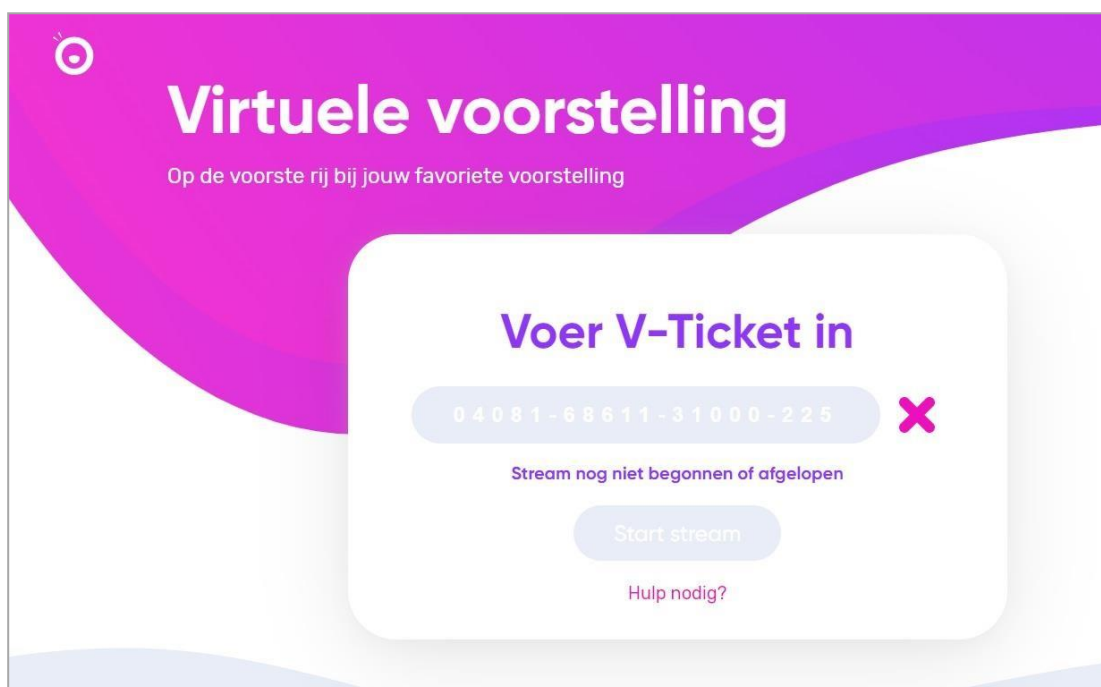 Virtuele voorstelling
Op de voorste rij bij jouw favoriete voorstelling
Voer V-Ticket in
04081-68611-31000-225
Stream nog niet begonnen of afgelopen
Start stream
Hulp nodig?